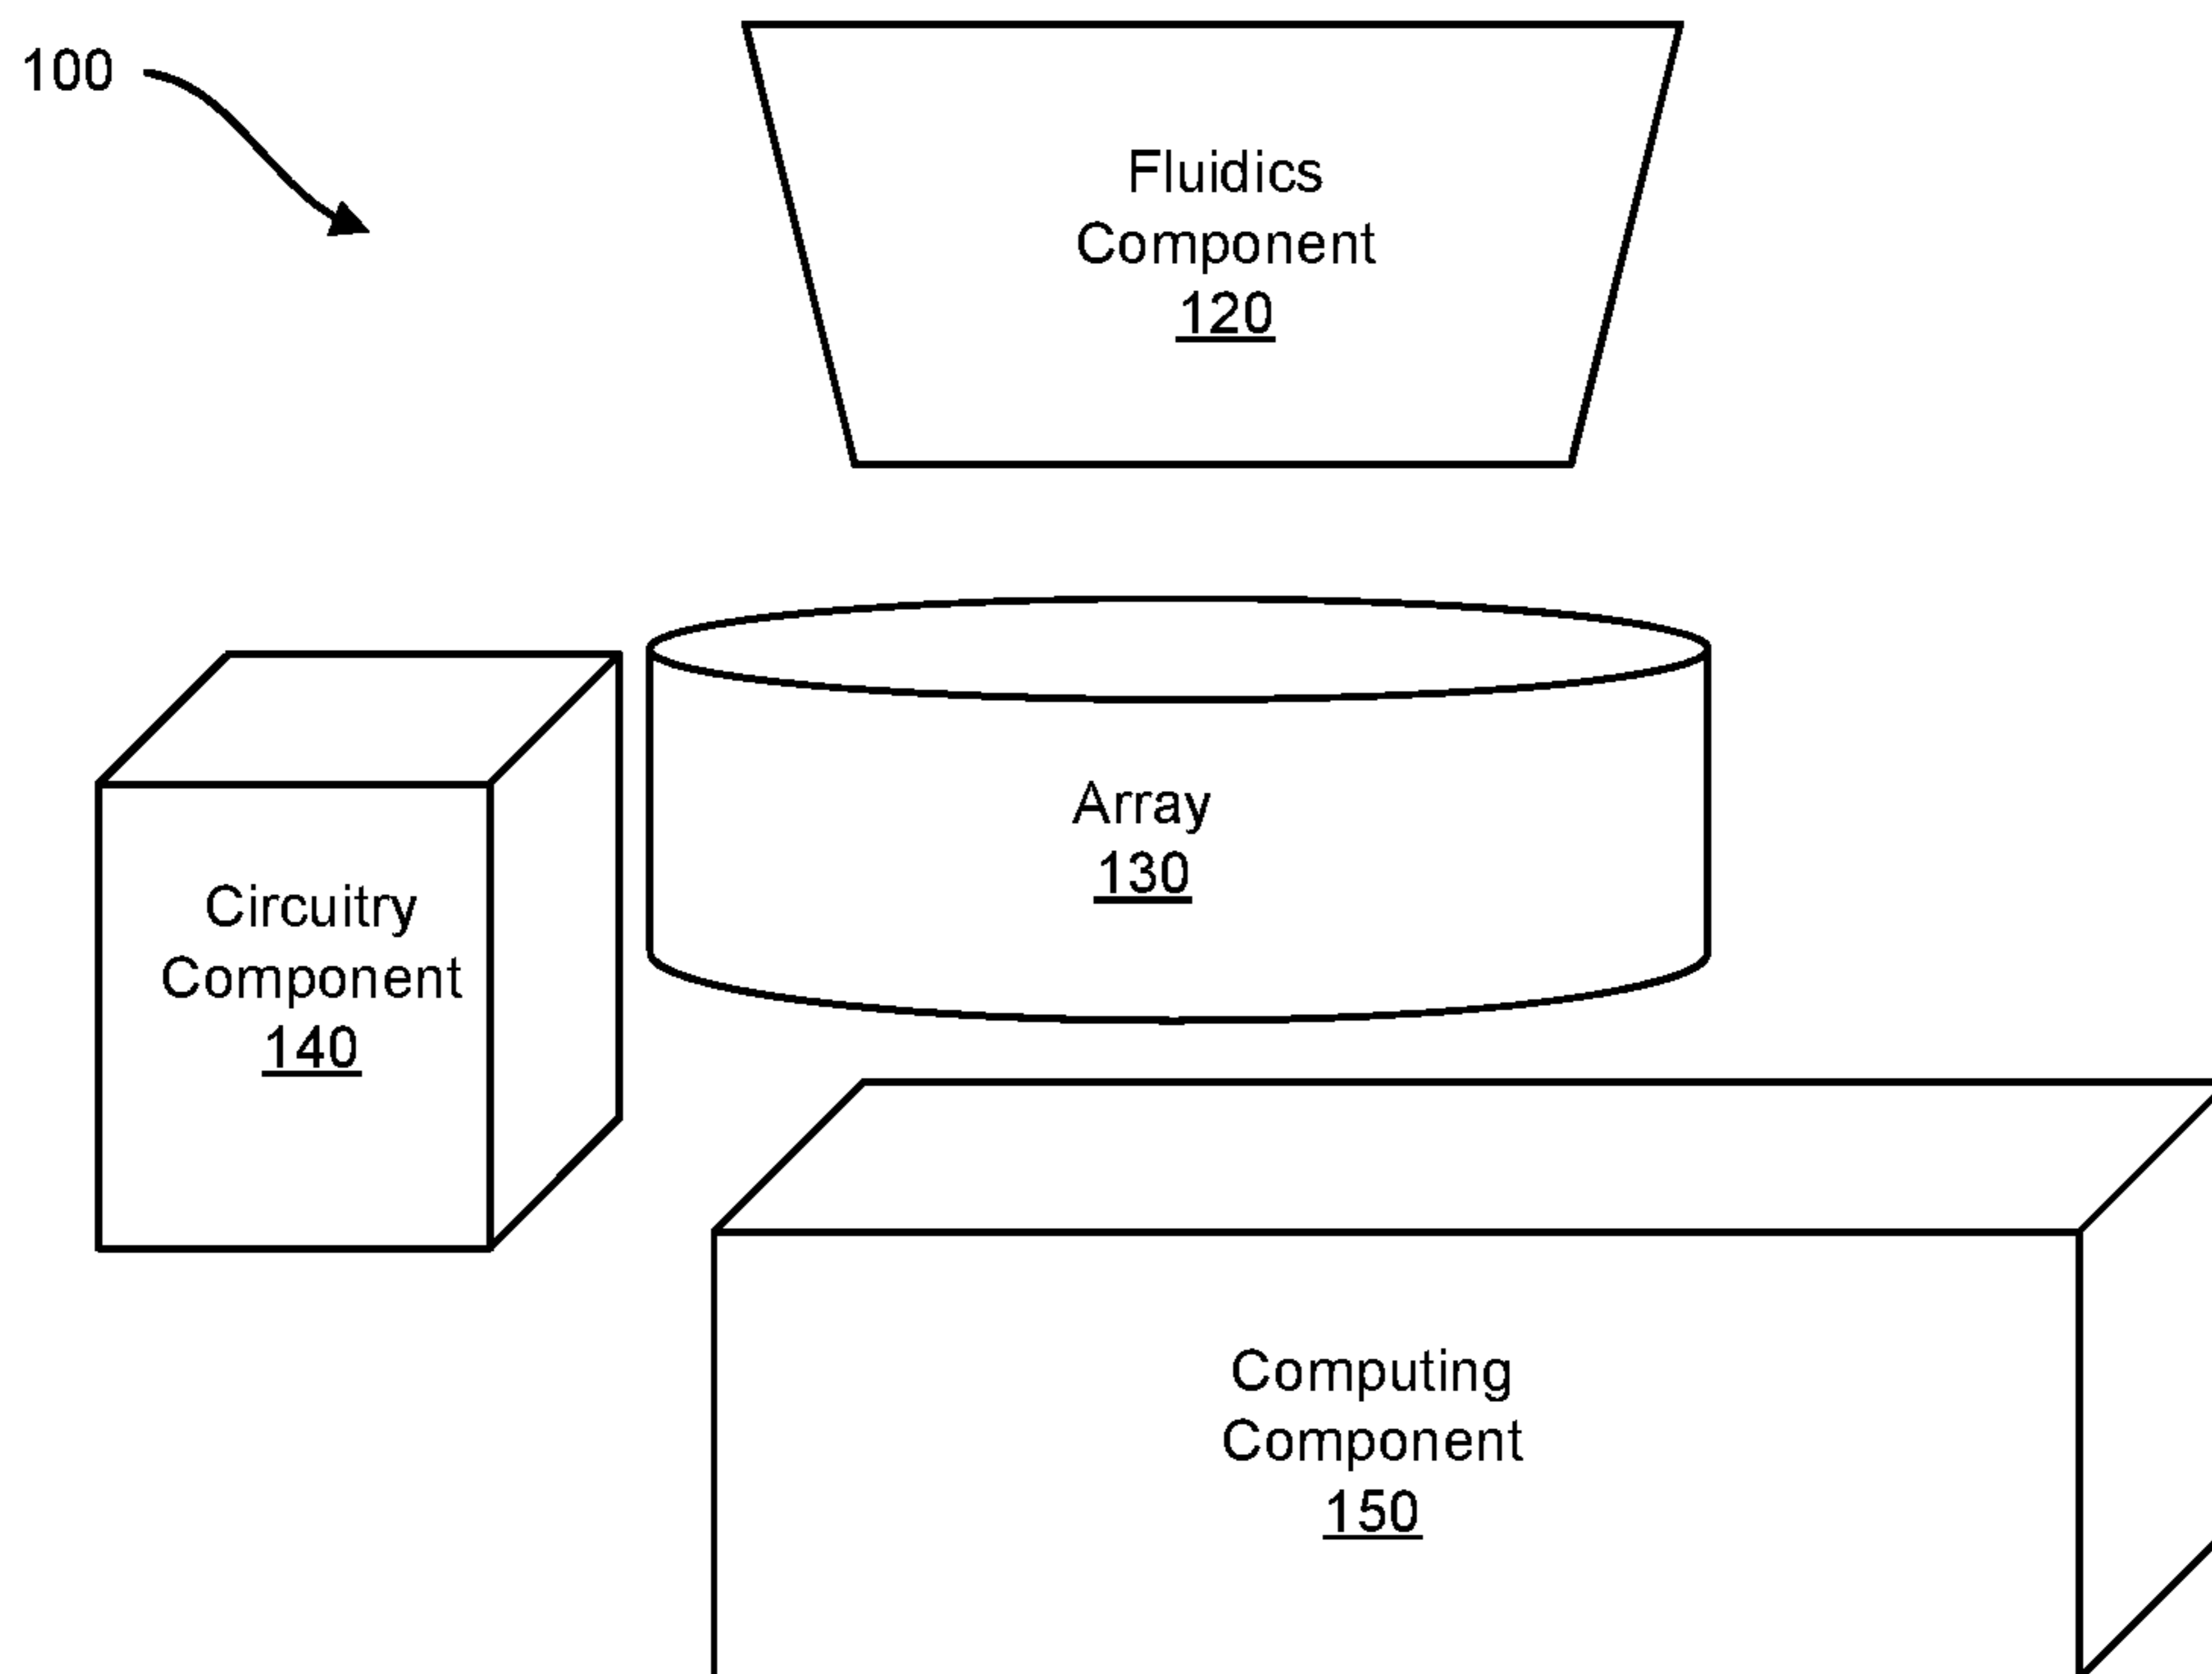 100
Fluidics
Component
120
Array
130
Circuitry
Component
140
Computing
Component
150